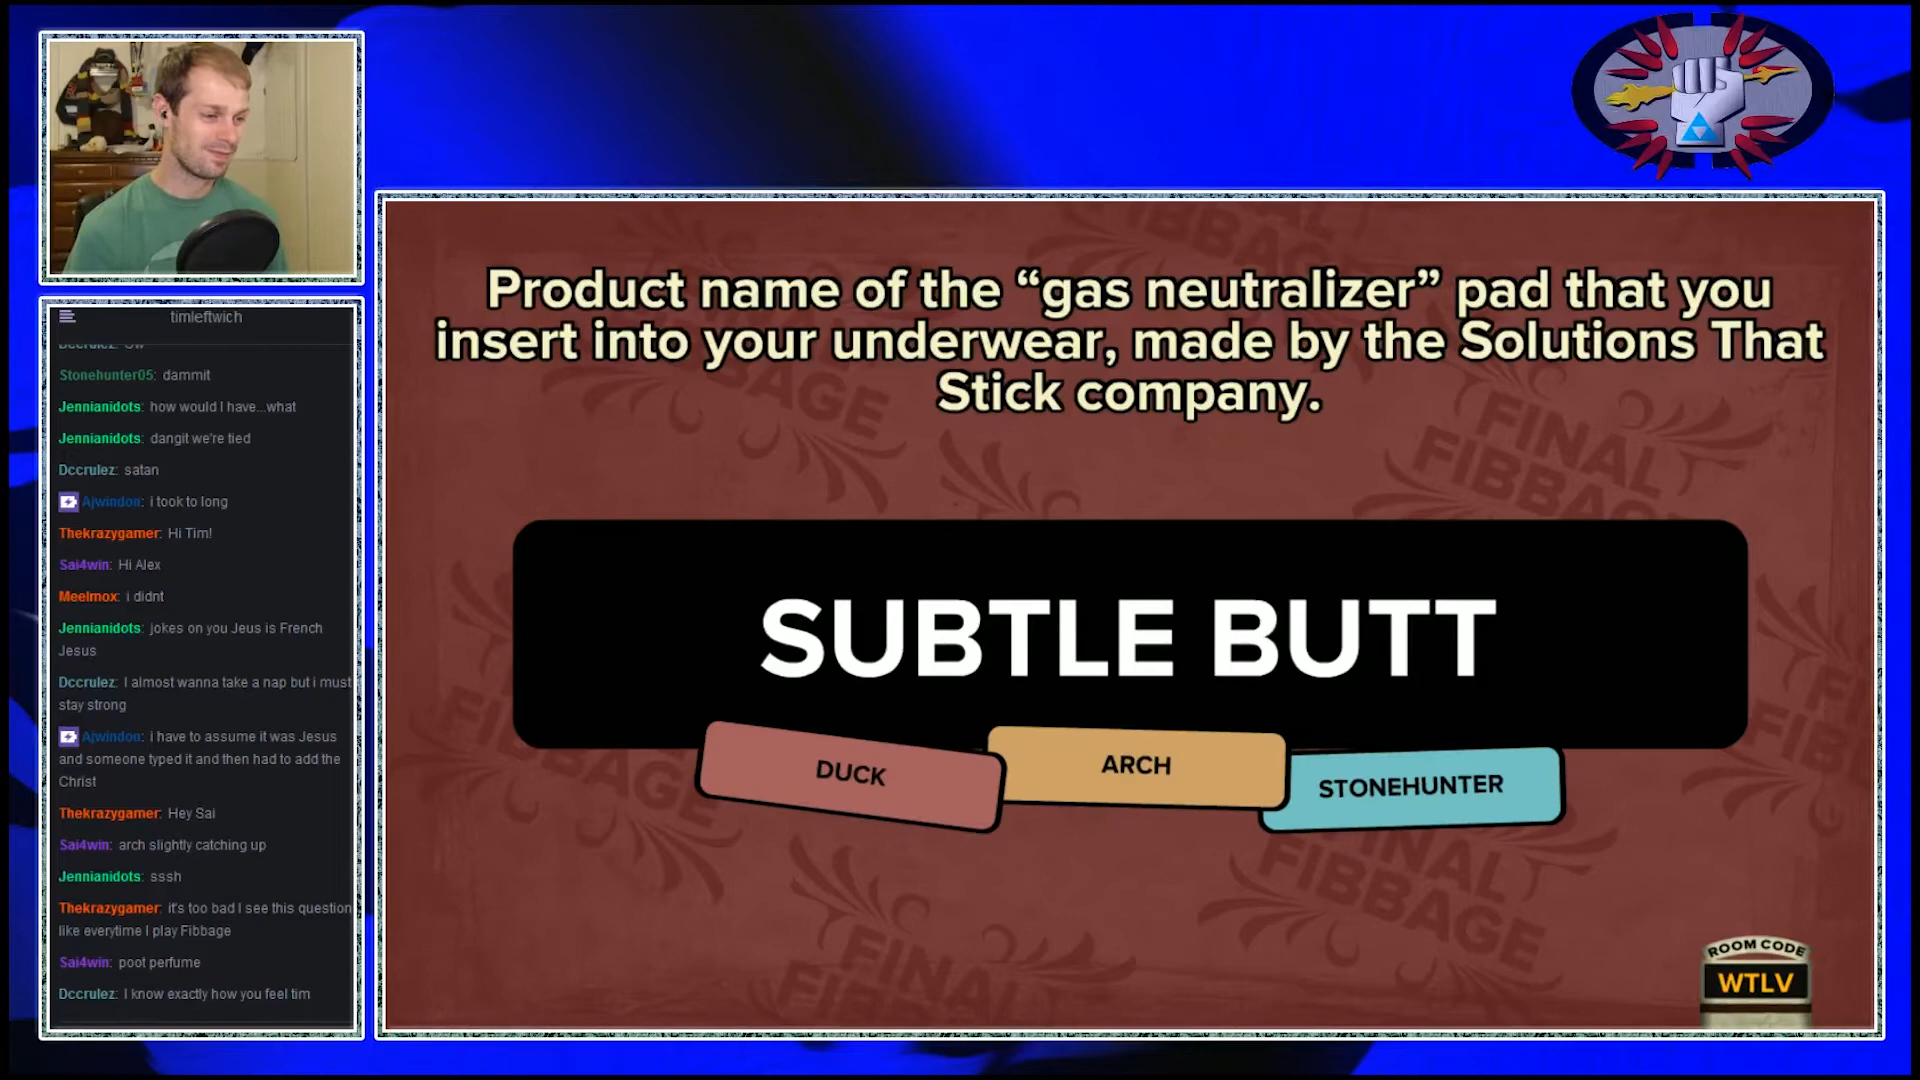 timleftwich
Stonehunter05: dammit
Jennianidots: how would I have...what
Jennianidots: dangit we're tied
Dccrulez: satan
Ajwindon: i took to long
Thekrazygamer: Hi Tim!
Sai4win: Hi Alex
Meelmox: i didnt
Jennianidots: jokes on you Jeus is French
Jesus
Dccrulez: I almost wanna take a nap but i must
stay strong
Ajwindon: i have to assume it was Jesus
and someone typed it and then had to add the
Christ
Thekrazygamer: Hey Sai
Sai4win: arch slightly catching up
Jennianidots: sssh
Thekrazygamer: it's too bad I see this question
like everytime I play Fibbage
Sai4win: poot perfume
Dccrulez: I know exactly how you feel tim
Product name of the “gas neutralizer” pad that you
insert into your underwear, made by the Solutions That
Stick company.
SUBTLE BUTT
DUCK
ARCH
STONEHUNTER
FINAL
FIBBAGE
FINAL
FIBBAGE
FINAL
ROOM CODE
WTLV